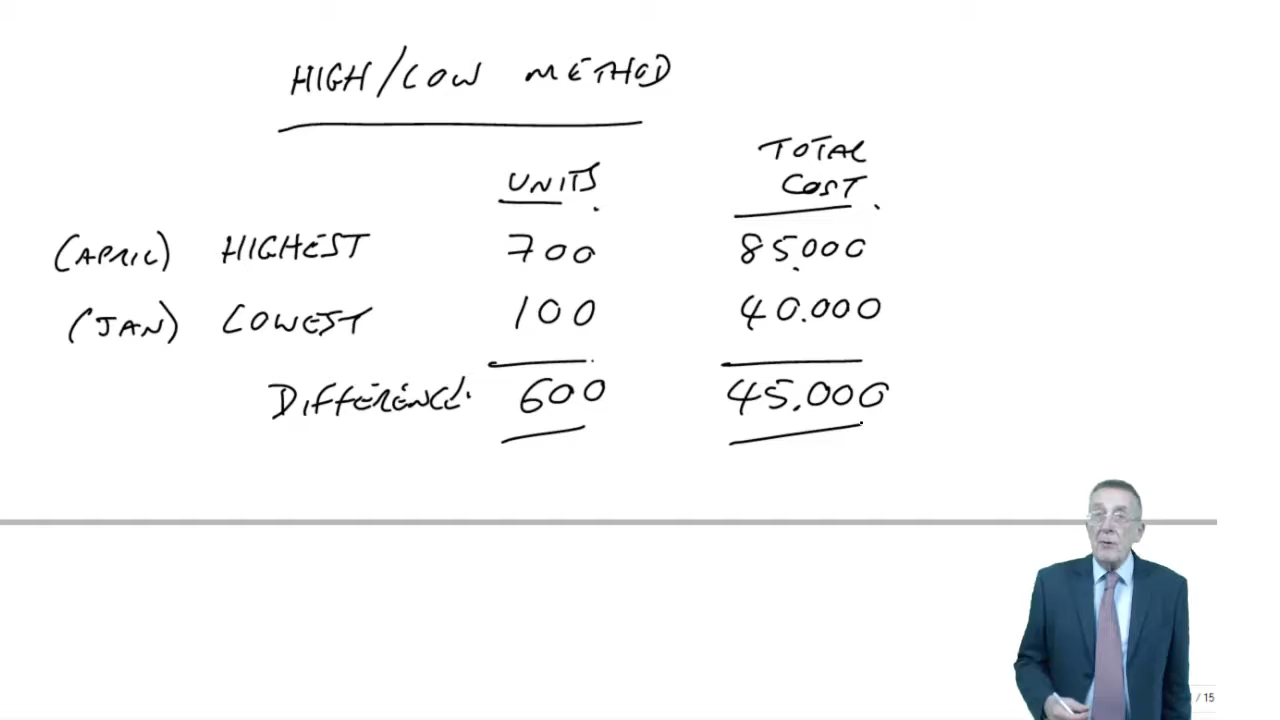 HIGH/LOW METHOD
UNITS TOTAL COST
(APRIL) HIGHEST 700 85.000
(JAN) LOWEST 100 40.000
DIFFERENCE 600 45.000
/ 15